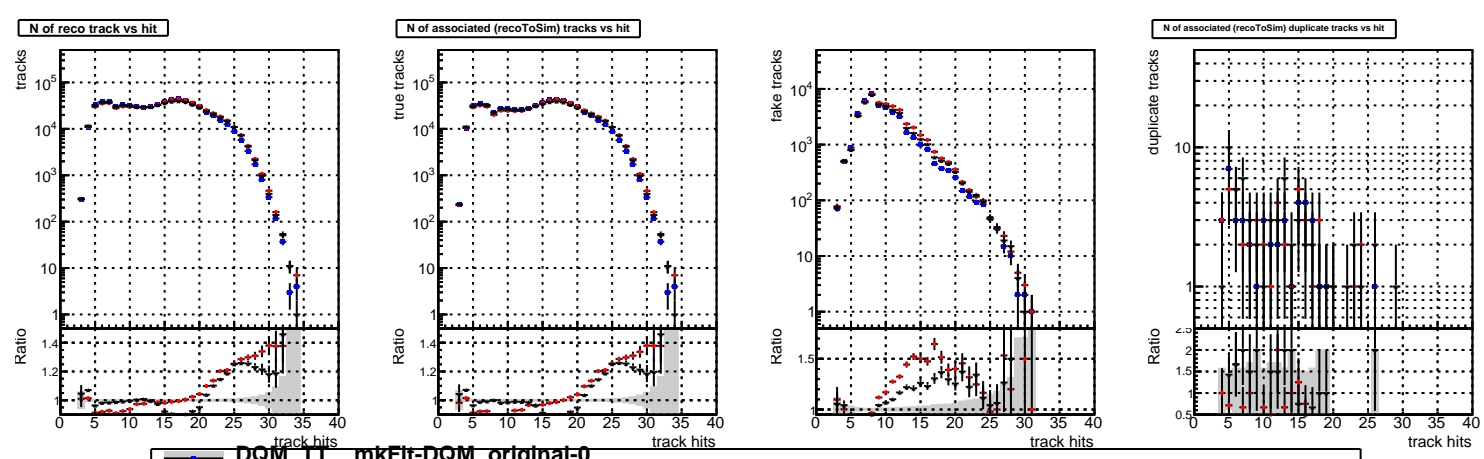 N of reco track vs hit
tracks
10^5
10^4
10^3
10^2
10
1
Ratio
1.4
1.2
1
0 5 10 15 20 25 30 35 40
track hits
N of associated (recoToSim) tracks vs hit
true tracks
10^5
10^4
10^3
10^2
10
1
Ratio
1.4
1.2
1
0 5 10 15 20 25 30 35 40
track hits
fake tracks
10^4
10^3
10^2
10
1
Ratio
1.5
1
0 5 10 15 20 25 30 35 40
track hits
N of associated (recoToSim) duplicate tracks vs hit
duplicate tracks
10
1
Ratio
2.5
2
1.5
1
0.5
0 5 10 15 20 25 30 35 40
track hits